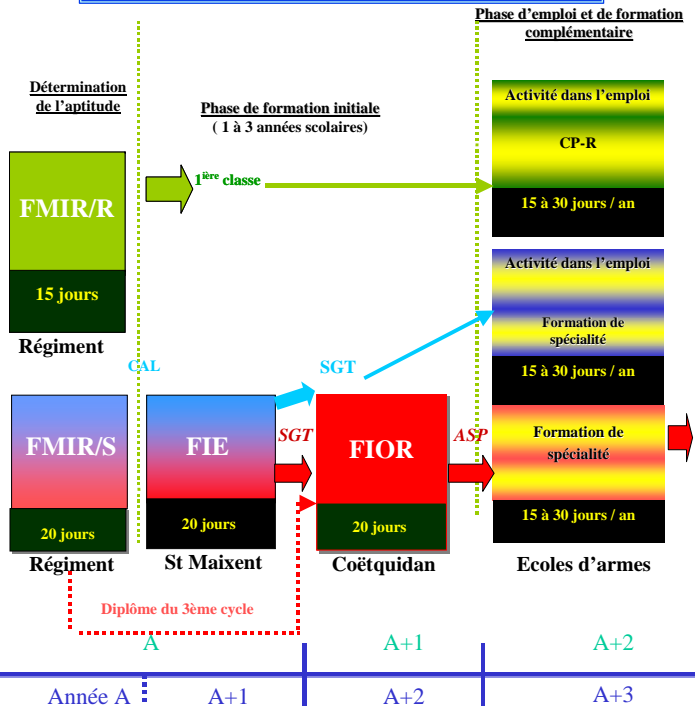 Phase d'emploi et de formation
complémentaire
Détermination
de l'aptitude
Phase de formation initiale
( 1 à 3 années scolaires)
Activité dans l'emploi
CP-R
15 à 30 jours / an
FMIR/R
15 jours
Régiment
1ière classe
Activité dans l'emploi
Formation de
spécialité
15 à 30 jours / an
CAL
SGT
FMIR/S
20 jours
Régiment
FIE
20 jours
St Maixent
SGT
FIOR
20 jours
Coëtquidan
ASP
Formation de
spécialité
15 à 30 jours / an
Ecoles d'armes
Diplôme du 3ème cycle
A
A+1
A+2
Année A
A+1
A+2
A+3